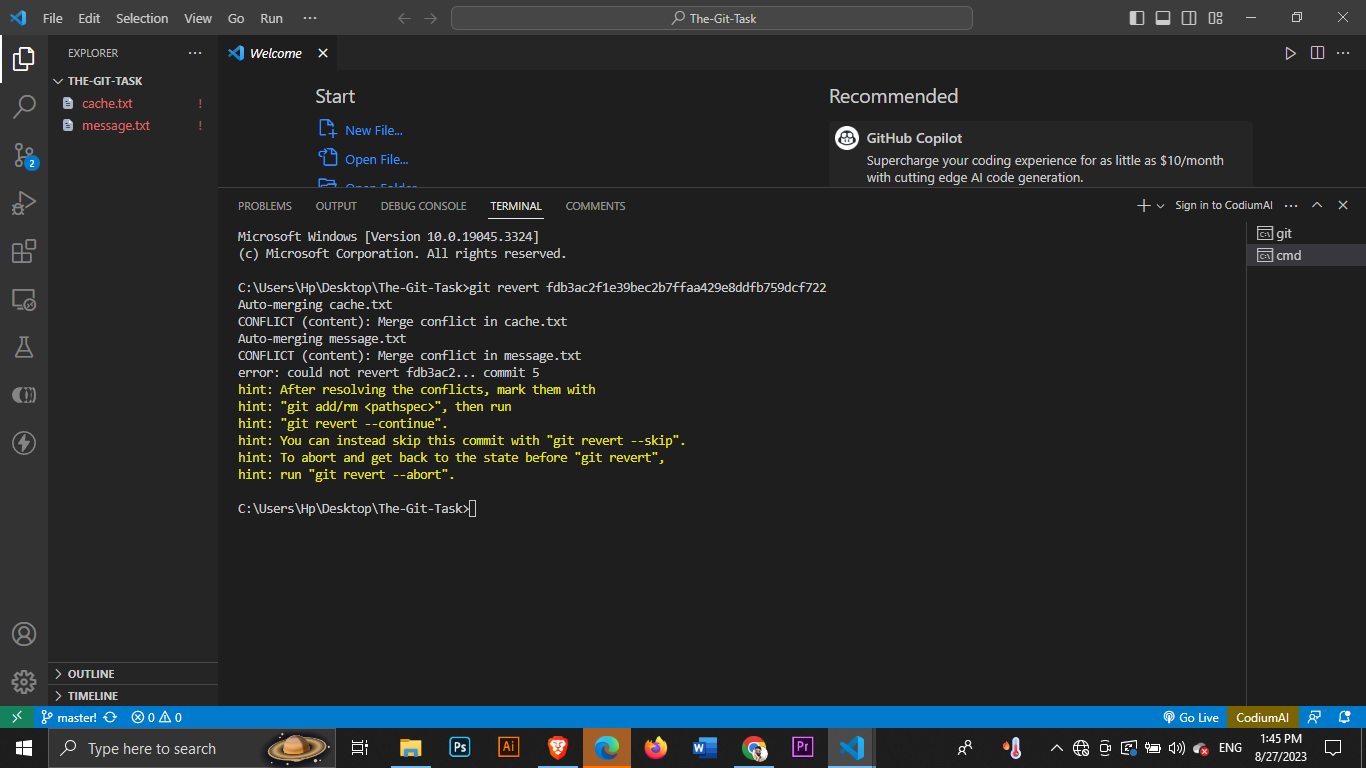 File Edit Selection View Go Run ···
The-Git-Task
EXPLORER ···
THE-GIT-TASK
cache.txt !
message.txt !
2
Welcome
Start
New File...
Open File...
Open Folder
Recommended
GitHub Copilot
Supercharge your coding experience for as little as $10/month
with cutting edge AI code generation.
PROBLEMS OUTPUT DEBUG CONSOLE TERMINAL COMMENTS
Sign in to CodiumAI ···
git
cmd
Microsoft Windows [Version 10.0.19045.3324]
(c) Microsoft Corporation. All rights reserved.
C:\Users\Hp\Desktop\The-Git-Task>git revert fdb3ac2f1e39bec2b7ffaa429e8ddfb759dcf722
Auto-merging cache.txt
CONFLICT (content): Merge conflict in cache.txt
Auto-merging message.txt
CONFLICT (content): Merge conflict in message.txt
error: could not revert fdb3ac2... commit 5
hint: After resolving the conflicts, mark them with
hint: "git add/rm <pathspec>", then run
hint: "git revert --continue".
hint: You can instead skip this commit with "git revert --skip".
hint: To abort and get back to the state before "git revert",
hint: run "git revert --abort".
C:\Users\Hp\Desktop\The-Git-Task>
OUTLINE
TIMELINE
master! 0 0
Go Live CodiumAI
Type here to search
Ps
Ai
Pr
ENG
1:45 PM
8/27/2023